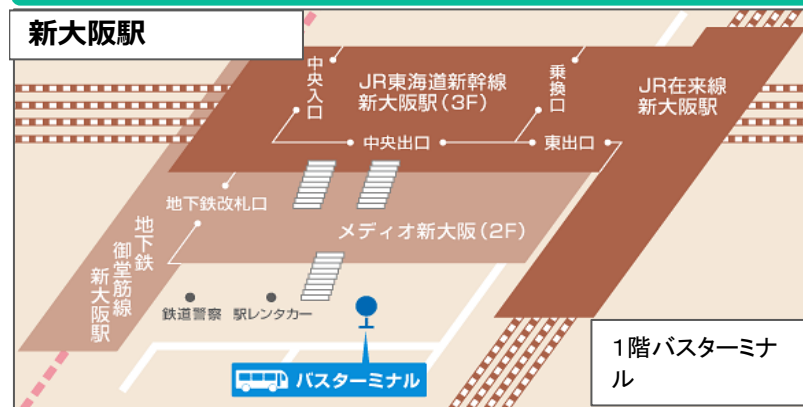 新大阪駅
中央入口
JR東海道新幹線
新大阪駅(3F)
乗換口
JR在来線
新大阪駅
中央出口
東出口
地下鉄改札口
メディオ新大阪(2F)
地下鉄
御堂筋線
新大阪駅
鉄道警察
駅レンタカー
バスターミナル
1階バスターミナ
ル